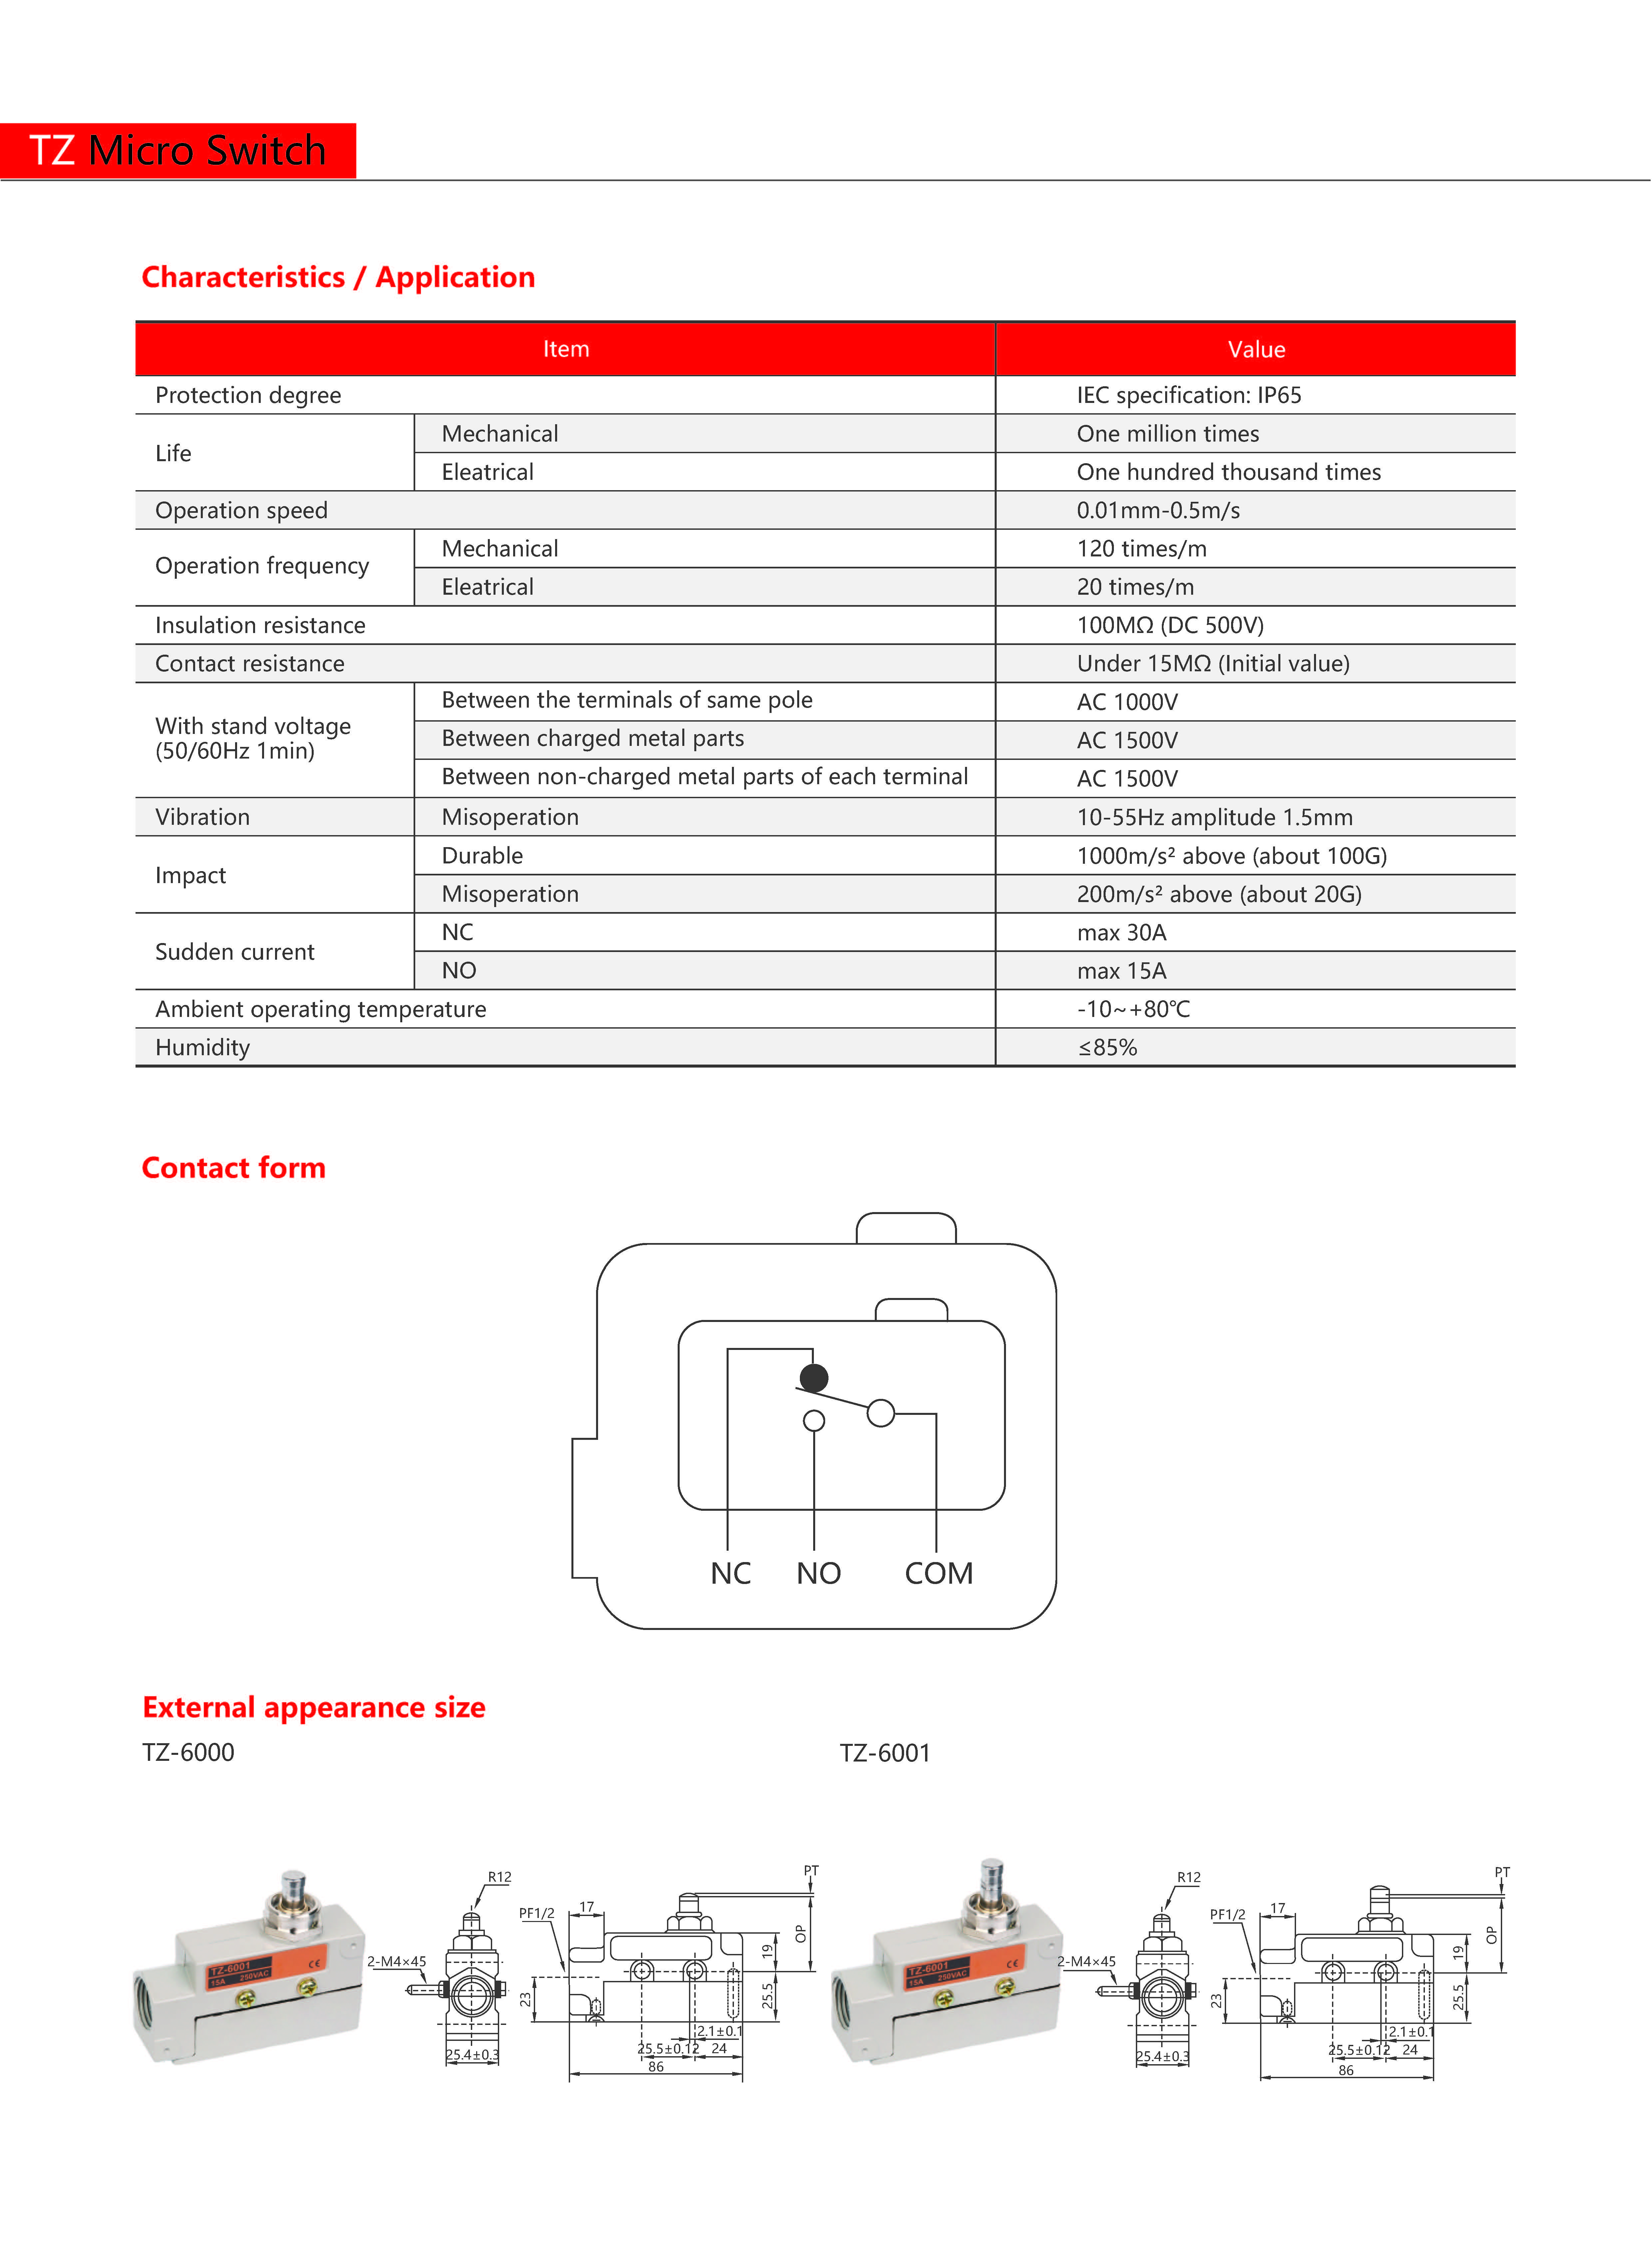 TZ Micro Switch
Characteristics / Application
Item Value
Protection degree IEC specification: IP65
Life Mechanical One million times
Eleatrical One hundred thousand times
Operation speed 0.01mm-0.5m/s
Operation frequency Mechanical 120 times/m
Eleatrical 20 times/m
Insulation resistance 100MΩ (DC 500V)
Contact resistance Under 15MΩ (Initial value)
With stand voltage
(50/60Hz 1min)
Between the terminals of same pole AC 1000V
Between charged metal parts AC 1500V
Between non-charged metal parts of each terminal AC 1500V
Vibration Misoperation 10-55Hz amplitude 1.5mm
Impact Durable 1000m/s² above (about 100G)
Misoperation 200m/s² above (about 20G)
Sudden current NC max 30A
NO max 15A
Ambient operating temperature -10~+80℃
Humidity ≤85%
Contact form
NC NO COM
External appearance size
TZ-6000
TZ-6001
TZ-6001 CE
15A 250VAC
2-M4×45
R12
25.4±0.3
PF1/2
17
PT
OP
19
23
25.5
2.1±0.1
25.5±0.12 24
86
TZ-6001 CE
15A 250VAC
2-M4×45
R12
25.4±0.3
PF1/2
17
PT
OP
19
23
25.5
2.1±0.1
25.5±0.12 24
86